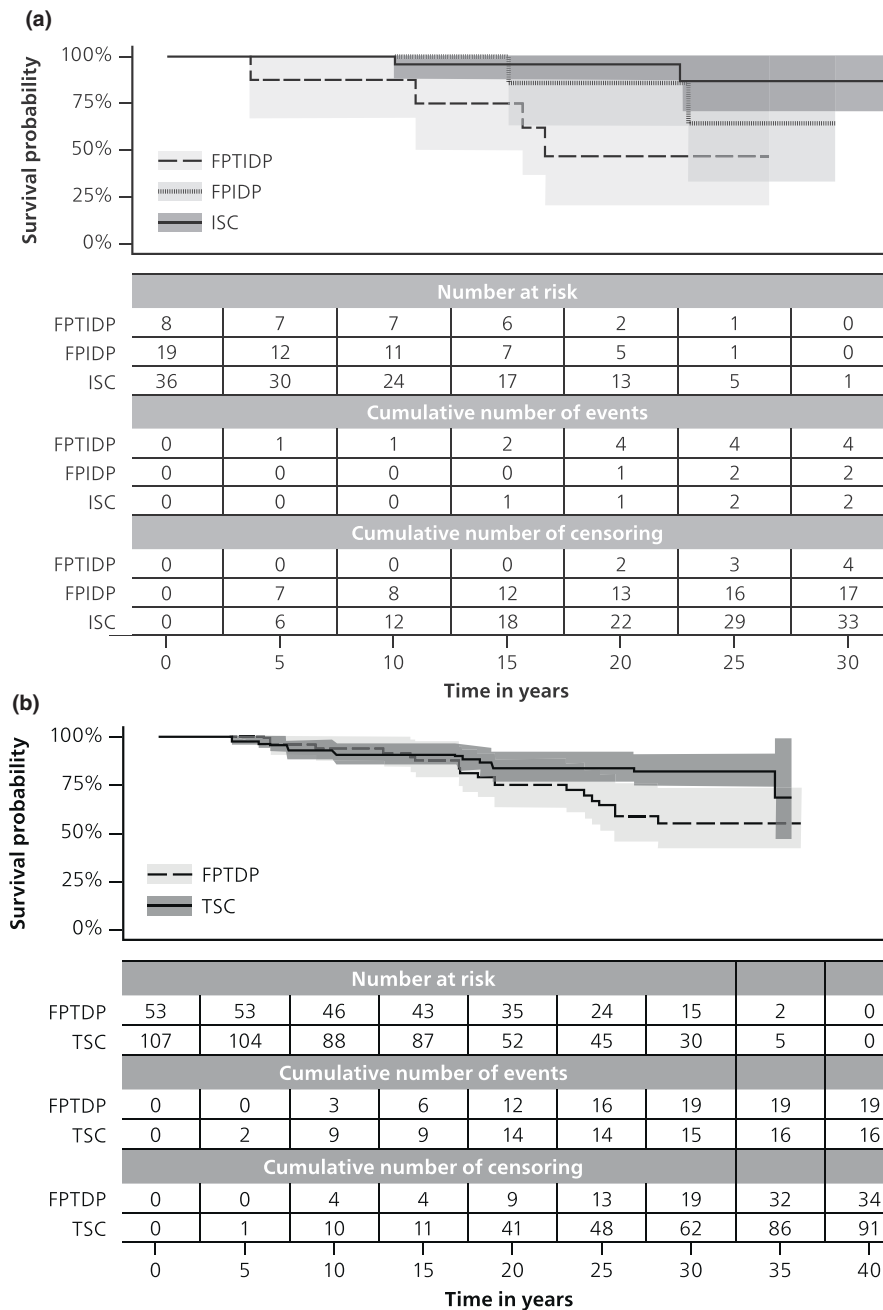 (a)
Survival probability
100%
75%
50%
25%
0%
FPTIDP
FPIDP
ISC
Number at risk
FPTIDP 8 7 7 6 2 1 0
FPIDP 19 12 11 7 5 1 0
ISC 36 30 24 17 13 5 1
Cumulative number of events
FPTIDP 0 1 1 2 4 4 4
FPIDP 0 0 0 0 1 2 2
ISC 0 0 0 1 1 2 2
Cumulative number of censoring
FPTIDP 0 0 0 0 2 3 4
FPIDP 0 7 8 12 13 16 17
ISC 0 6 12 18 22 29 33
0 5 10 15 20 25 30
Time in years
(b)
Survival probability
100%
75%
50%
25%
0%
FPTDP
TSC
Number at risk
FPTDP 53 53 46 43 35 24 15 2 0
TSC 107 104 88 87 52 45 30 5 0
Cumulative number of events
FPTDP 0 0 3 6 12 16 19 19 19
TSC 0 2 9 9 14 14 15 16 16
Cumulative number of censoring
FPTDP 0 0 4 4 9 13 19 32 34
TSC 0 1 10 11 41 48 62 86 91
0 5 10 15 20 25 30 35 40
Time in years